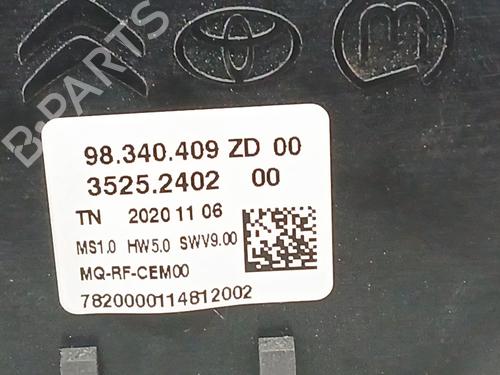 B-PARTS
98.340.409 ZD 00
3525.2402 00
TN 2020 11 06
MS1.0 HW5.0 SWV9.00
MQ-RF-CEM00
7820000114812002